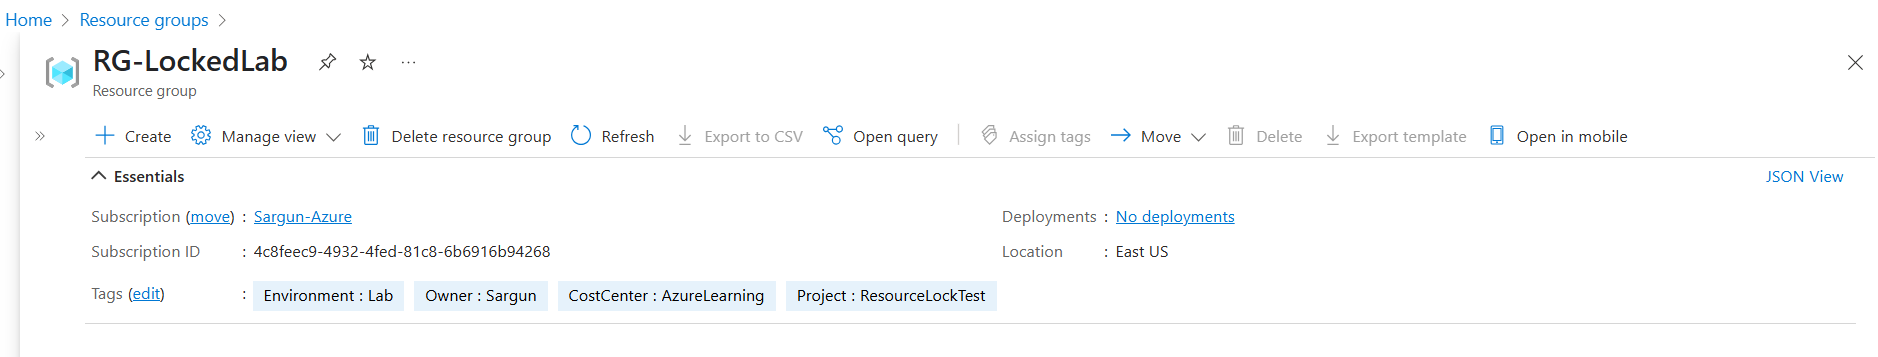 Home > Resource groups >
RG-LockedLab ...
Resource group
Create Manage view Delete resource group Refresh Export to CSV Open query Assign tags Move Delete Export template Open in mobile
Essentials JSON View
Subscription (move) : Sargun-Azure Deployments : No deployments
Subscription ID : 4c8feec9-4932-4fed-81c8-6b6916b94268 Location : East US
Tags (edit) : Environment : Lab Owner : Sargun CostCenter : AzureLearning Project : ResourceLockTest